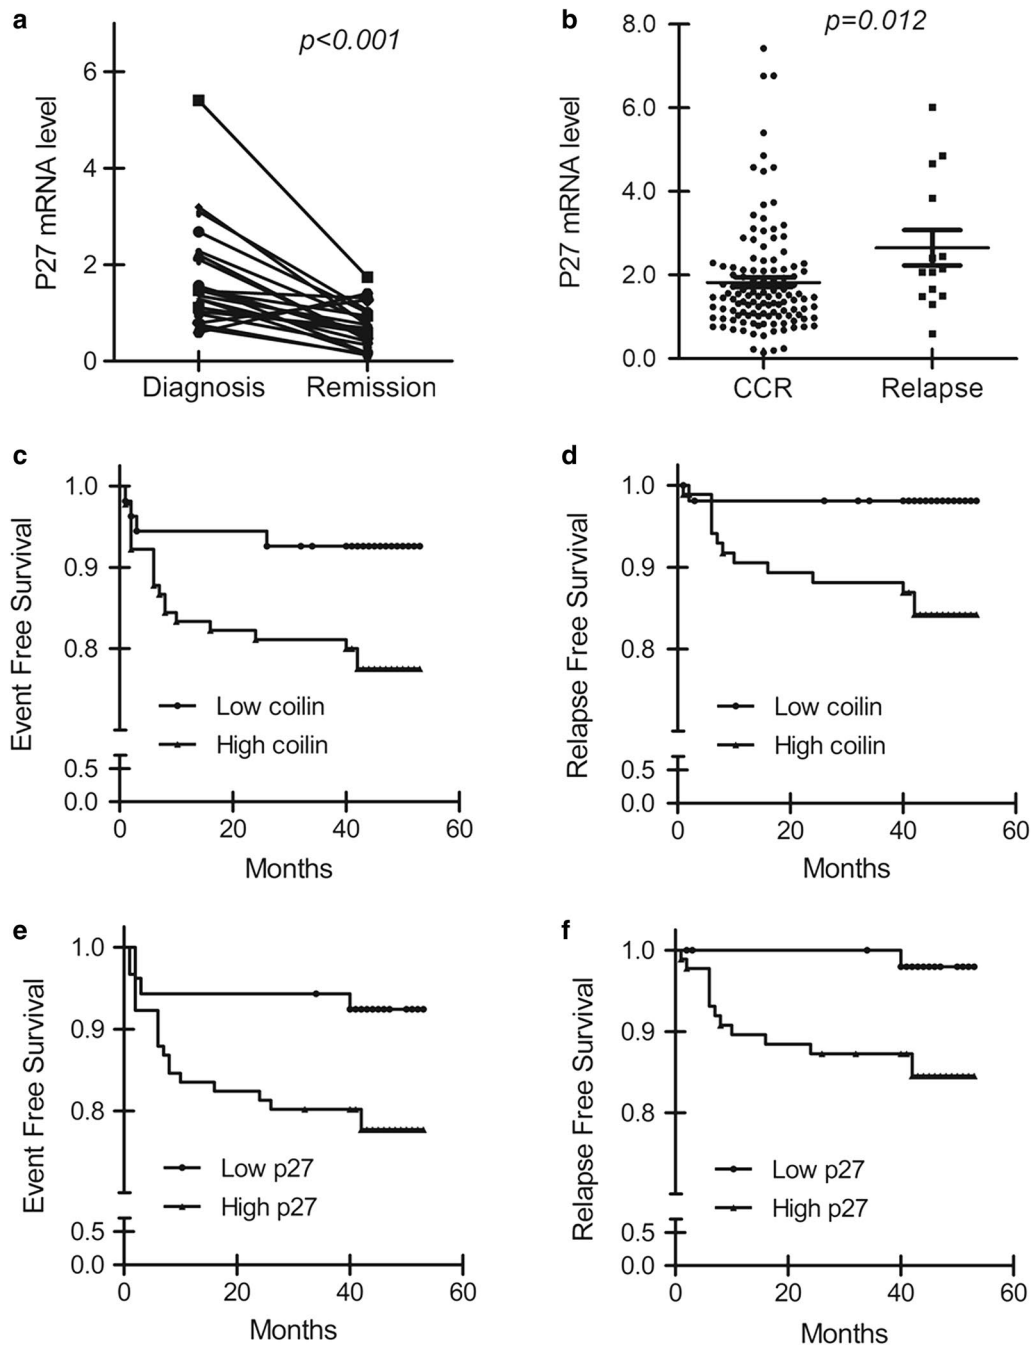 a
p<0.001
P27 mRNA level
6
4
2
0
Diagnosis Remission
b
p=0.012
P27 mRNA level
8.0
6.0
4.0
2.0
0.0
CCR Relapse
c
Event Free Survival
1.0
0.9
0.8
0.5
0.0
Low coilin
High coilin
0 20 40 60
Months
d
Relapse Free Survival
1.0
0.9
0.8
0.5
0.0
Low coilin
High coilin
0 20 40 60
Months
e
Event Free Survival
1.0
0.9
0.8
0.5
0.0
Low p27
High p27
0 20 40 60
Months
f
Relapse Free Survival
1.0
0.9
0.8
0.5
0.0
Low p27
High p27
0 20 40 60
Months